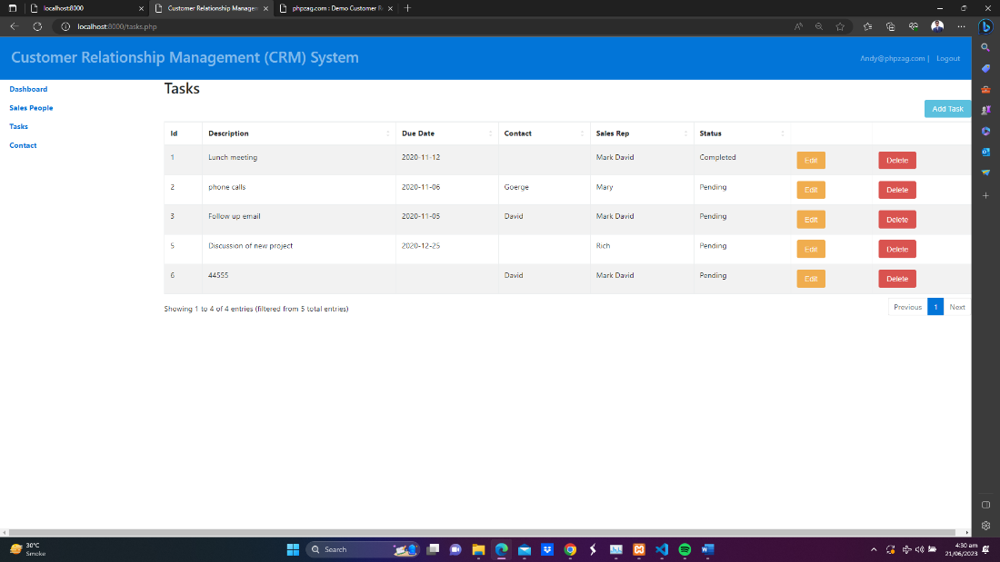 localhost:8000
Customer Relationship Managem
phpzag.com : Demo Customer R
localhost:8000/tasks.php
Customer Relationship Management (CRM) System
Andy@phpzag.com | Logout
Dashboard
Sales People
Tasks
Contact
Tasks
Add Task
Id Description Due Date Contact Sales Rep Status
1 Lunch meeting 2020-11-12 Mark David Completed Edit Delete
2 phone calls 2020-11-06 Goerge Mary Pending Edit Delete
3 Follow up email 2020-11-05 David Mark David Pending Edit Delete
5 Discussion of new project 2020-12-25 Rich Pending Edit Delete
6 44555 David Mark David Pending Edit Delete
Showing 1 to 4 of 4 entries (filtered from 5 total entries)
Previous 1 Next
30°C
Smoke
Search
4:30 am
21/06/2023